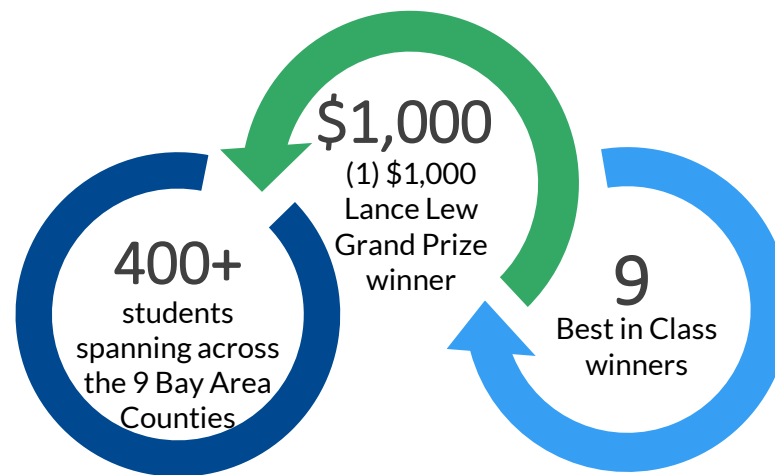 400+
students
spanning across
the 9 Bay Area
Counties
$1,000
(1) $1,000
Lance Lew
Grand Prize
winner
9
Best in Class
winners